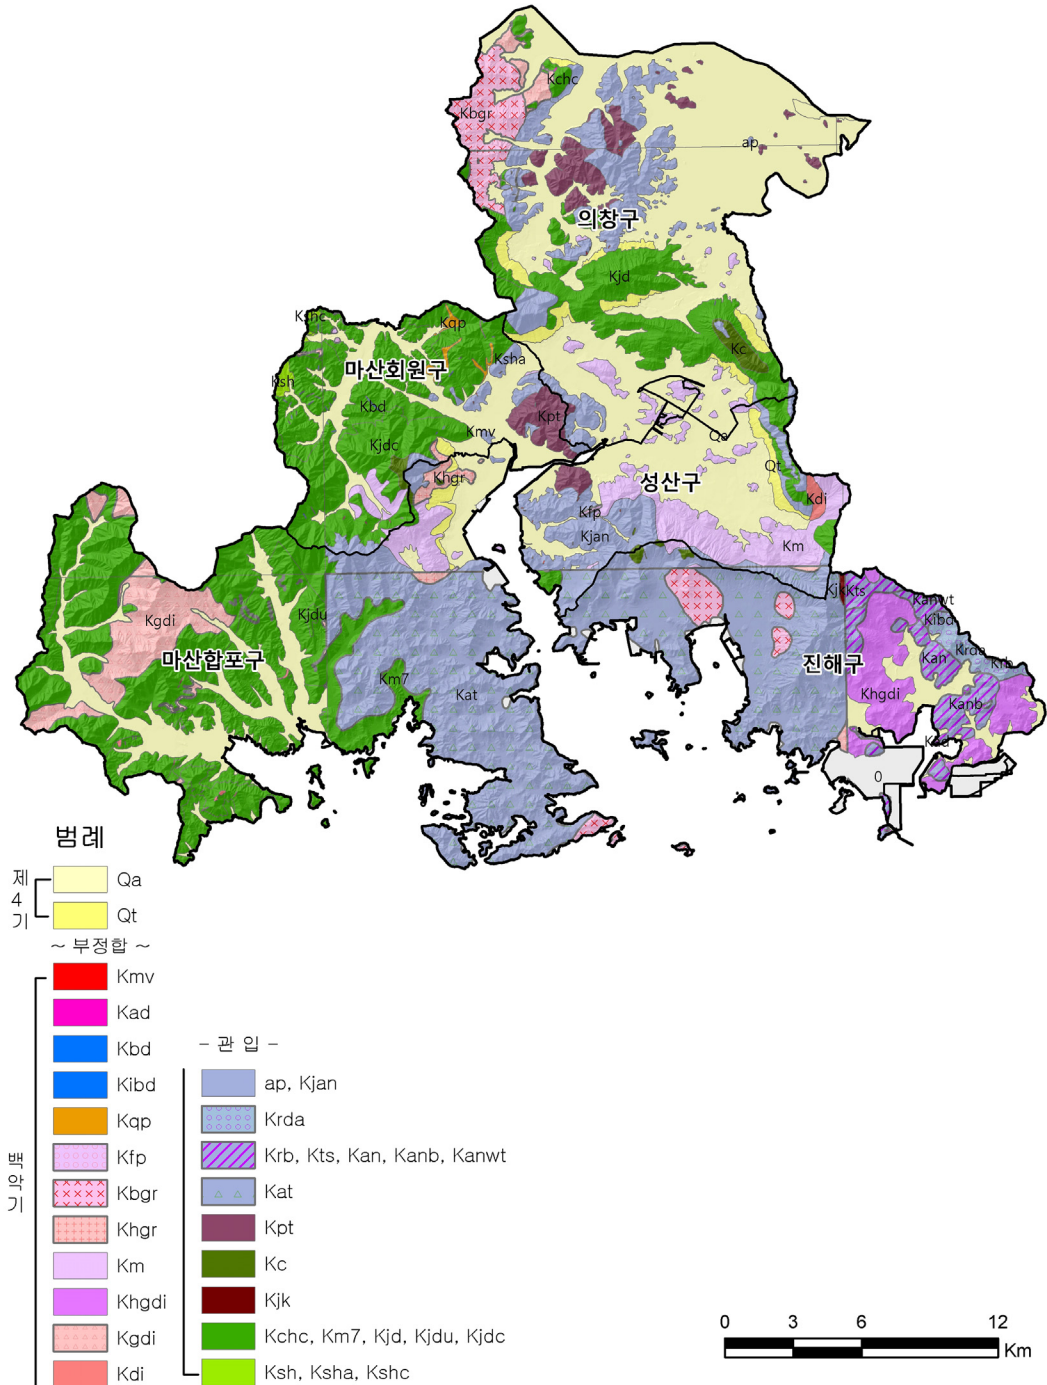 Kchc
Kbgr
ap
의창구
Kjd
Kshc
Kqp
Kc
Ksha
마산회원구
Ksh
Kbd
Kpt
Kmv
Qa
Kjdc
Khgr
Qt
성산구
Kdi
Kfp
Kjan
Km
Kjk
Kts
Kanwt
Kibd
Kgdi
Kjdu
Krda
마산합포구
Kan
진해구
Krb
Km7
Kat
Khgdi
Kanb
Kad
0
범례
제4기
Qa
Qt
~ 부정합 ~
백악기
Kmv
Kad
Kbd
Kibd
Kqp
Kfp
Kbgr
Khgr
Km
Khgdi
Kgdi
Kdi
- 관 입 -
ap, Kjan
Krda
Krb, Kts, Kan, Kanb, Kanwt
Kat
Kpt
Kc
Kjk
Kchc, Km7, Kjd, Kjdu, Kjdc
Ksh, Ksha, Kshc
0 3 6 12
Km